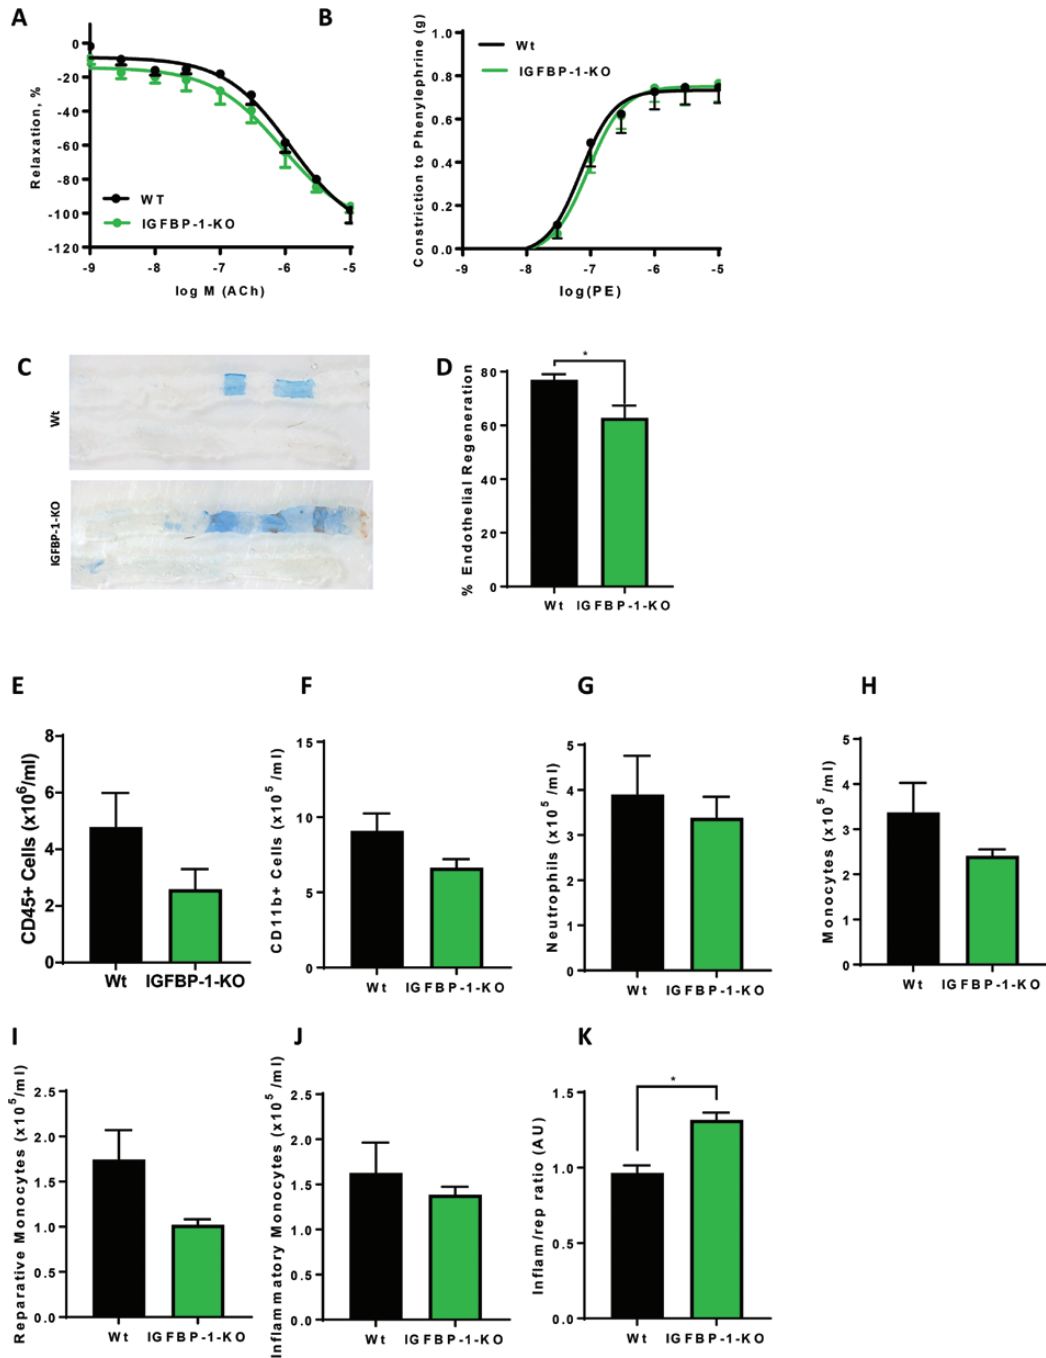 A
Relaxation, %
0
-20
-40
-60
-80
-100
-120
WT
IGFBP-1-KO
-9
-8
-7
-6
-5
log M (ACh)
B
Constriction to Phenylephrine (g)
1.0
0.8
0.6
0.4
0.2
0.0
Wt
IGFBP-1-KO
-9
-8
-7
-6
-5
log(PE)
C
Wt
IGFBP-1-KO
D
% Endothelial Regeneration
80
60
40
20
0
*
Wt IGFBP-1-KO
E
CD45+ Cells (x10⁶/ml)
8
6
4
2
0
Wt IGFBP-1-KO
F
CD11b+ Cells (x10⁵ /ml)
15
10
5
0
Wt IGFBP-1-KO
G
Neutrophils (x10⁵ /ml)
5
4
3
2
1
0
Wt IGFBP-1-KO
H
Monocytes (x10⁵ /ml)
5
4
3
2
1
0
Wt IGFBP-1-KO
I
Reparative Monocytes (x10⁵/ml)
2.5
2.0
1.5
1.0
0.5
0.0
Wt IGFBP-1-KO
J
Inflammatory Monocytes (x10⁵ /ml)
2.5
2.0
1.5
1.0
0.5
0.0
Wt IGFBP-1-KO
K
Inflam/rep ratio (AU)
1.5
1.0
0.5
0.0
*
Wt IGFBP-1-KO